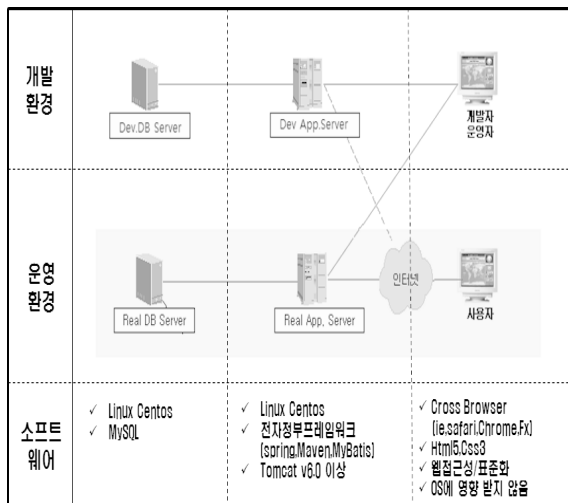 개발
환경
Dev.DB Server
Dev App.Server
개발자
운영자
운영
환경
Real DB Server
Real App, Server
인터넷
사용자
소프트
웨어
✓ Linux Centos
✓ MySQL
✓ Linux Centos
✓ 전자정부프레임워크
(spring,Maven,MyBatis)
✓ Tomcat v6.0 이상
✓ Cross Browser
(ie,safari,Chrome,Fx)
✓ Html5,Css3
✓ 웹접근성/표준화
✓ OS에 영향 받지 않음